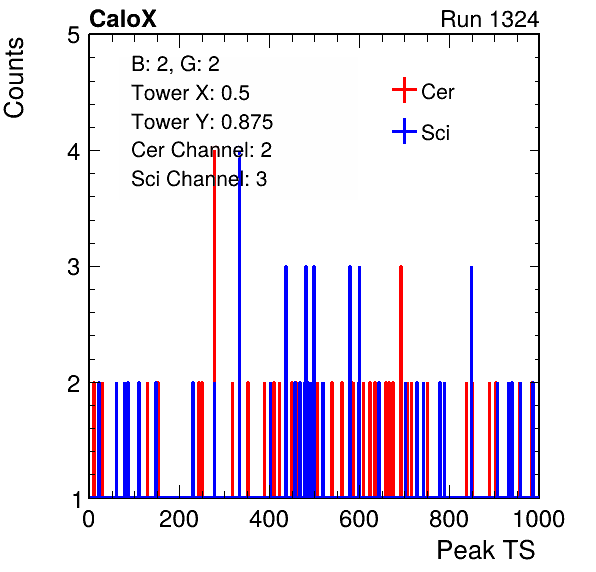 CaloX Run 1324
Counts
5
4
3
2
1
B: 2, G: 2
Tower X: 0.5
Tower Y: 0.875
Cer Channel: 2
Sci Channel: 3
Cer
Sci
0 200 400 600 800 1000
Peak TS